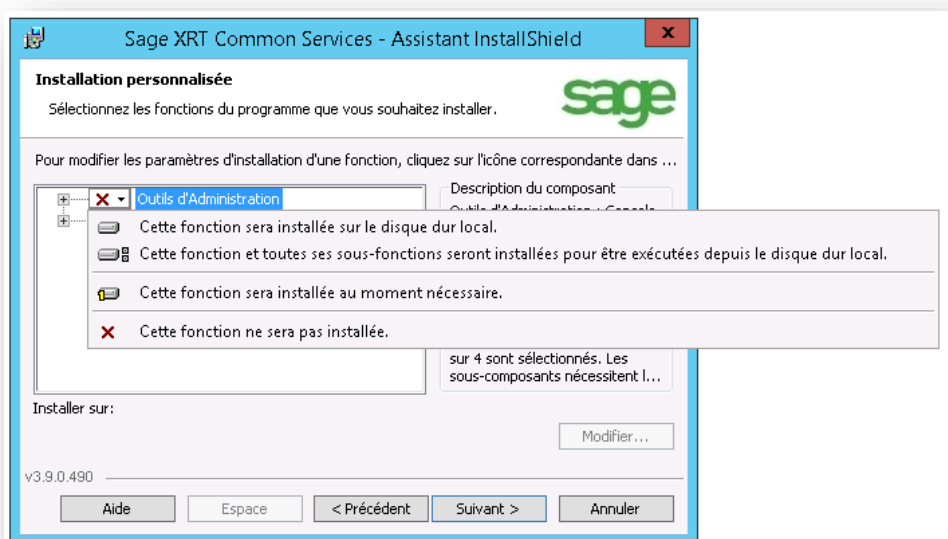 Sage XRT Common Services - Assistant InstallShield
x
Installation personnalisée
Sélectionnez les fonctions du programme que vous souhaitez installer.
sage
Pour modifier les paramètres d'installation d'une fonction, cliquez sur l'icône correspondante dans ...
Outils d'Administration
Description du composant
Outils d'Administration : Console
Cette fonction sera installée sur le disque dur local.
Cette fonction et toutes ses sous-fonctions seront installées pour être exécutées depuis le disque dur local.
Cette fonction sera installée au moment nécessaire.
Cette fonction ne sera pas installée.
sur 4 sont sélectionnés. Les
sous-composants nécessitent l...
Installer sur:
Modifier...
v3.9.0.490
Aide
Espace
< Précédent
Suivant >
Annuler